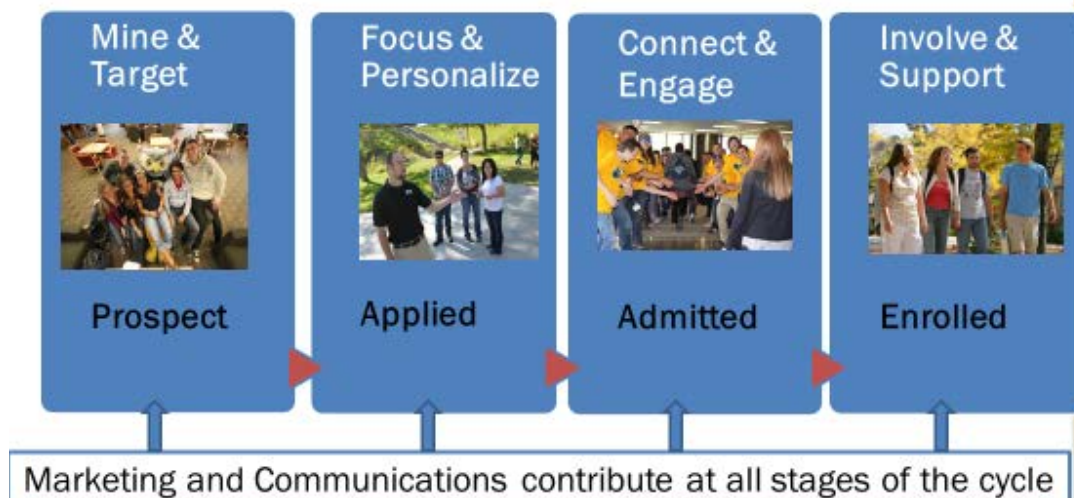 Mine &
Target
Prospect
Focus &
Personalize
Applied
Connect &
Engage
Admitted
Involve &
Support
Enrolled
Marketing and Communications contribute at all stages of the cycle